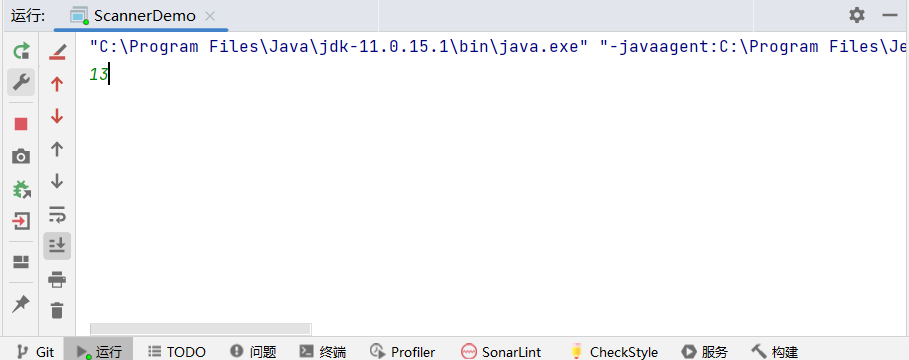 运行: ScannerDemo
"C:\Program Files\Java\jdk-11.0.15.1\bin\java.exe" "-javaagent:C:\Program Files\Je
13
Git 运行 TODO 问题 终端 Profiler SonarLint CheckStyle 服务 构建